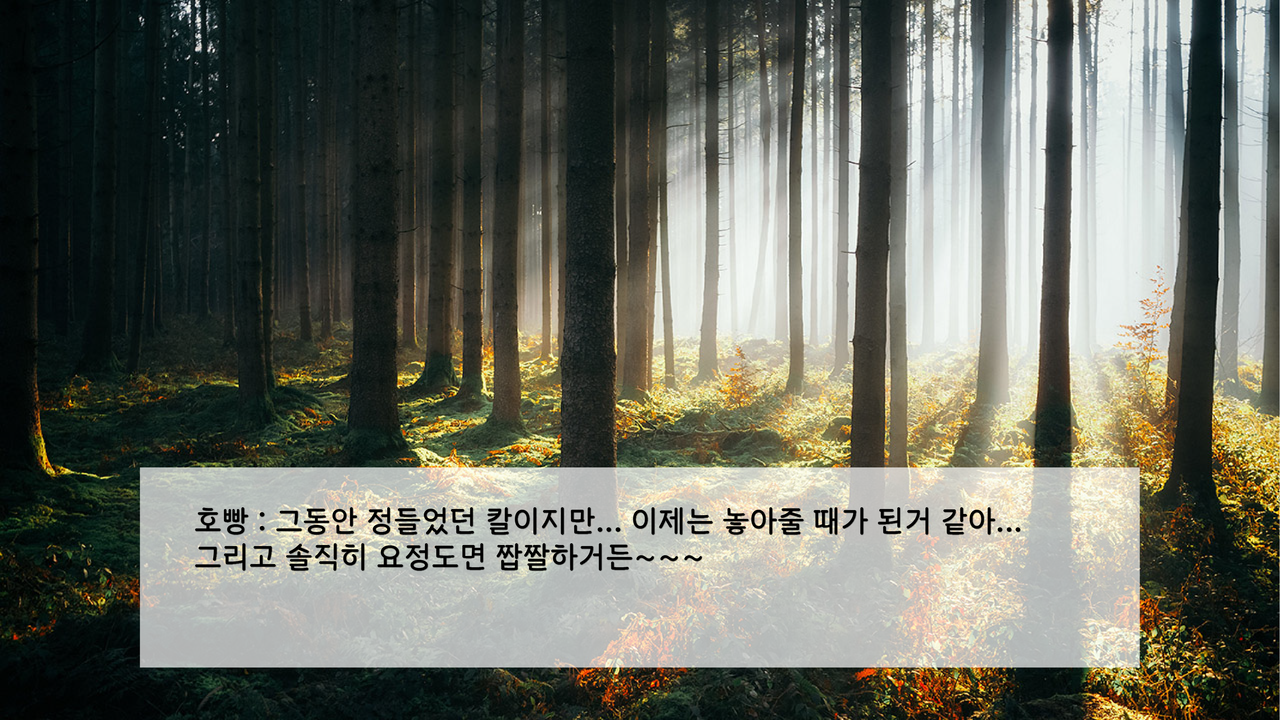 호빵 : 그동안 정들었던 칼이지만... 이제는 놓아줄 때가 된거 같아...
그리고 솔직히 요정도면 짭짤하거든~~~